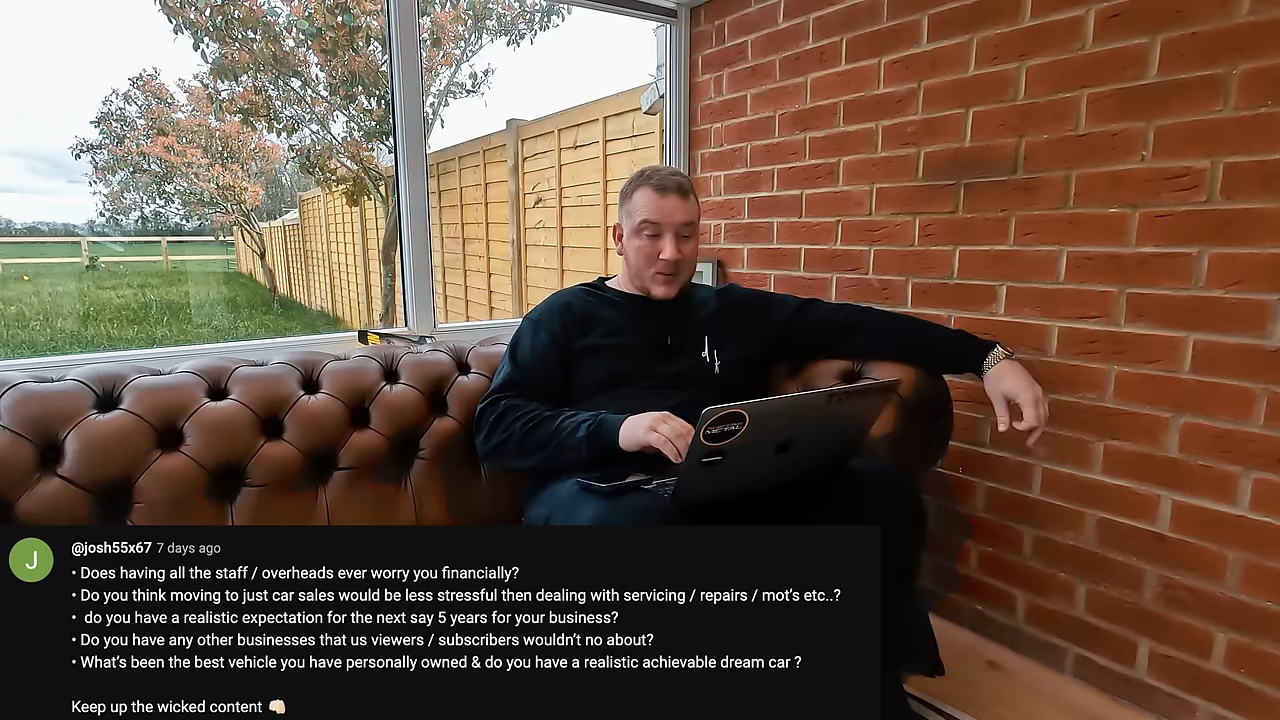 df
METAL
J
@josh55x67 7 days ago
• Does having all the staff / overheads ever worry you financially?
• Do you think moving to just car sales would be less stressful then dealing with servicing / repairs / mot's etc..?
• do you have a realistic expectation for the next say 5 years for your business?
• Do you have any other businesses that us viewers / subscribers wouldn't no about?
• What's been the best vehicle you have personally owned & do you have a realistic achievable dream car ?
Keep up the wicked content 👊🏻